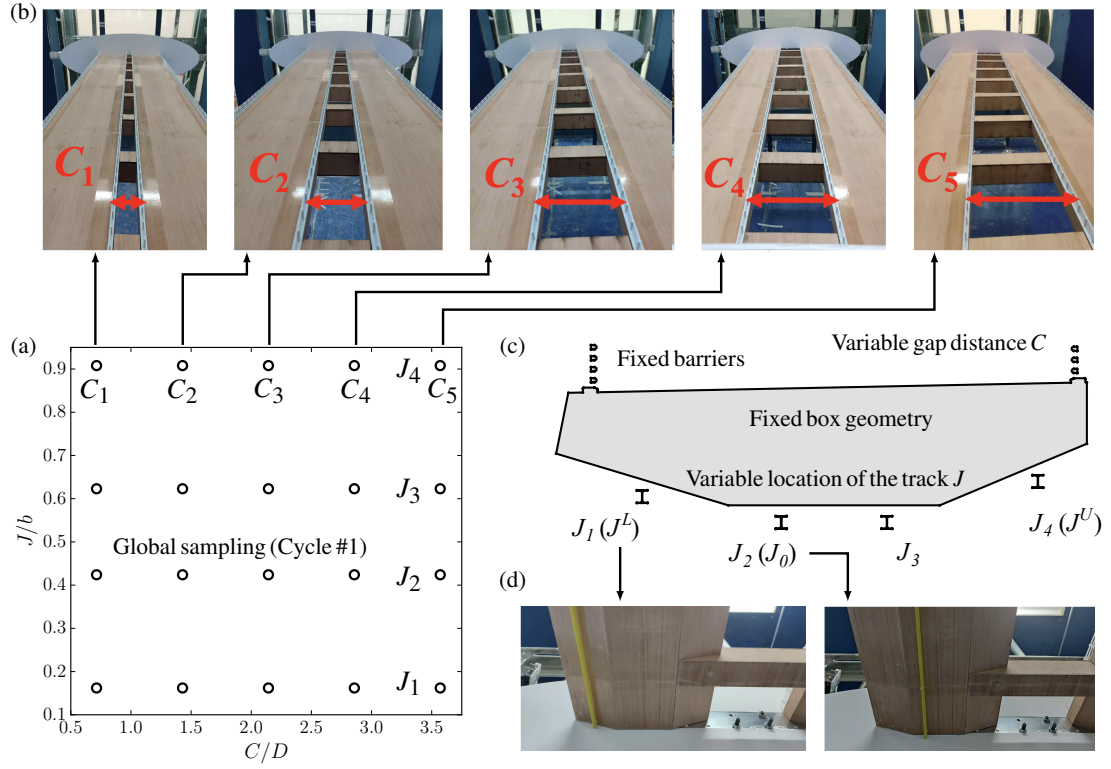 (b)
C1
C2
C3
C4
C5
(a)
0.9
0.8
0.7
0.6
0.5
0.4
0.3
0.2
0.1
J/b
C1 C2 C3 C4 C5
J4
J3
Global sampling (Cycle #1)
J2
J1
0.5 1.0 1.5 2.0 2.5 3.0 3.5
C/D
(c)
Fixed barriers
Variable gap distance C
Fixed box geometry
Variable location of the track J
J1 (J^L)
J2 (J0)
J3
J4 (J^U)
(d)